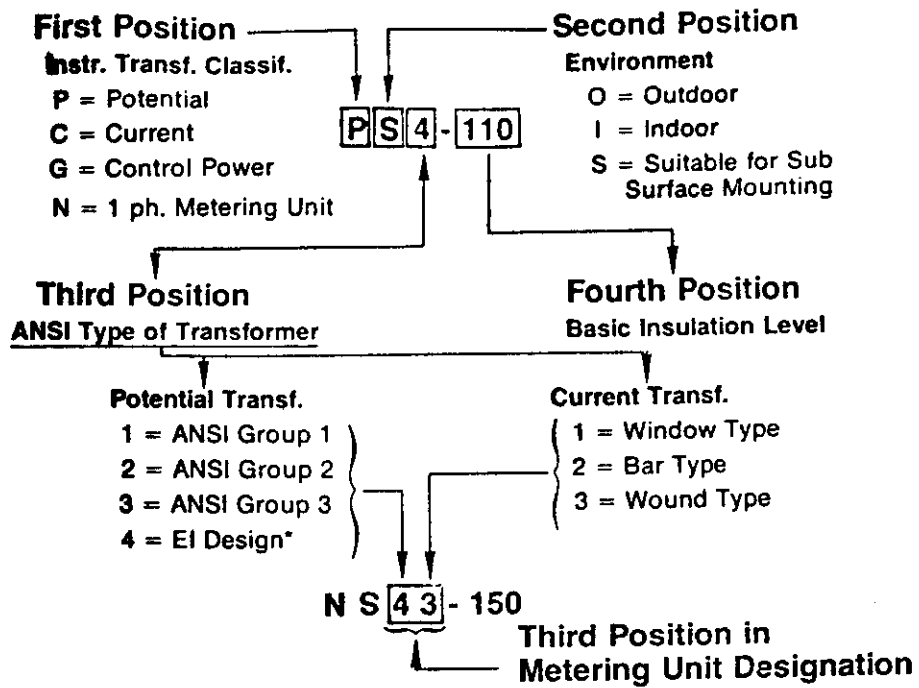 First Position
Instr. Transf. Classif.
P = Potential
C = Current
G = Control Power
N = 1 ph. Metering Unit
Second Position
Environment
O = Outdoor
I = Indoor
S = Suitable for Sub
Surface Mounting
P S 4 - 110
Third Position
ANSI Type of Transformer
Fourth Position
Basic Insulation Level
Potential Transf.
1 = ANSI Group 1
2 = ANSI Group 2
3 = ANSI Group 3
4 = EI Design*
Current Transf.
1 = Window Type
2 = Bar Type
3 = Wound Type
N S 4 3 - 150
Third Position in
Metering Unit Designation